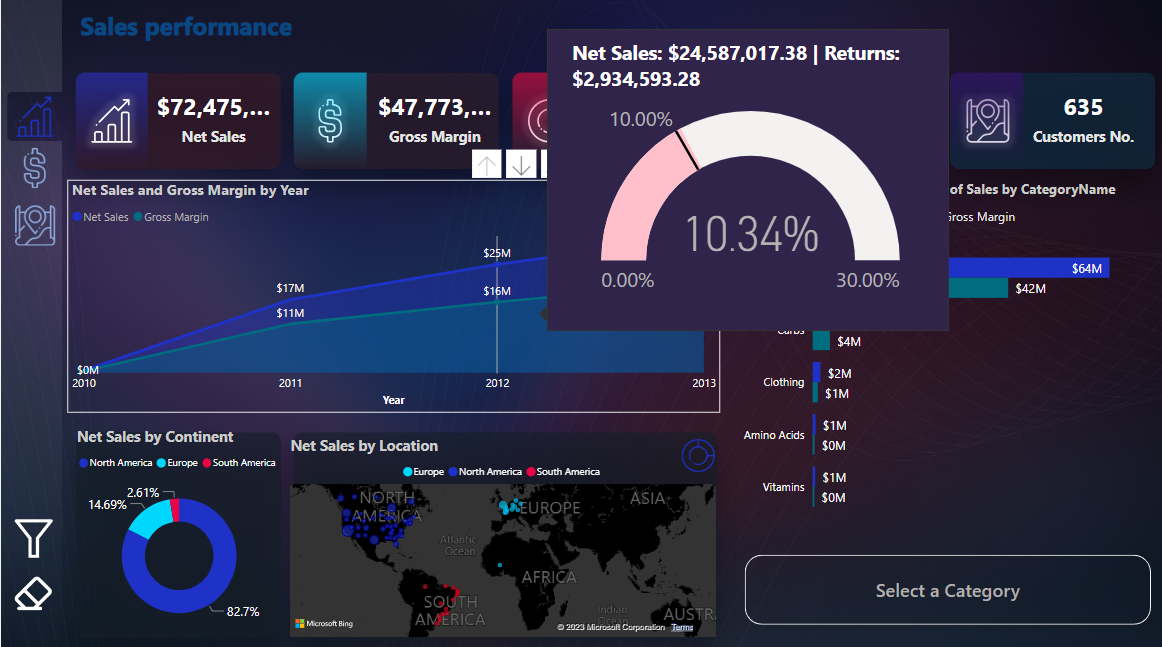 Sales performance
$72,475,...
Net Sales
$47,773,...
Gross Margin
Net Sales: $24,587,017.38 | Returns:
$2,934,593.28
10.00%
10.34%
0.00%
30.00%
635
Customers No.
Net Sales and Gross Margin by Year
Net Sales
Gross Margin
$25M
$17M
$16M
$11M
$0M
2010
2011
2012
2013
Year
of Sales by CategoryName
Gross Margin
$64M
$42M
Carbs
$4M
Clothing
$2M
$1M
Amino Acids
$1M
$0M
Vitamins
$1M
$0M
Net Sales by Continent
North America
Europe
South America
2.61%
14.69%
82.7%
Net Sales by Location
Europe
North America
South America
NORTH
AMERICA
EUROPE
ASIA
Atlantic
Ocean
AFRICA
SOUTH
AMERICA
Indian
Ocean
AUSTR
Microsoft Bing
© 2023 Microsoft Corporation
Terms
Select a Category